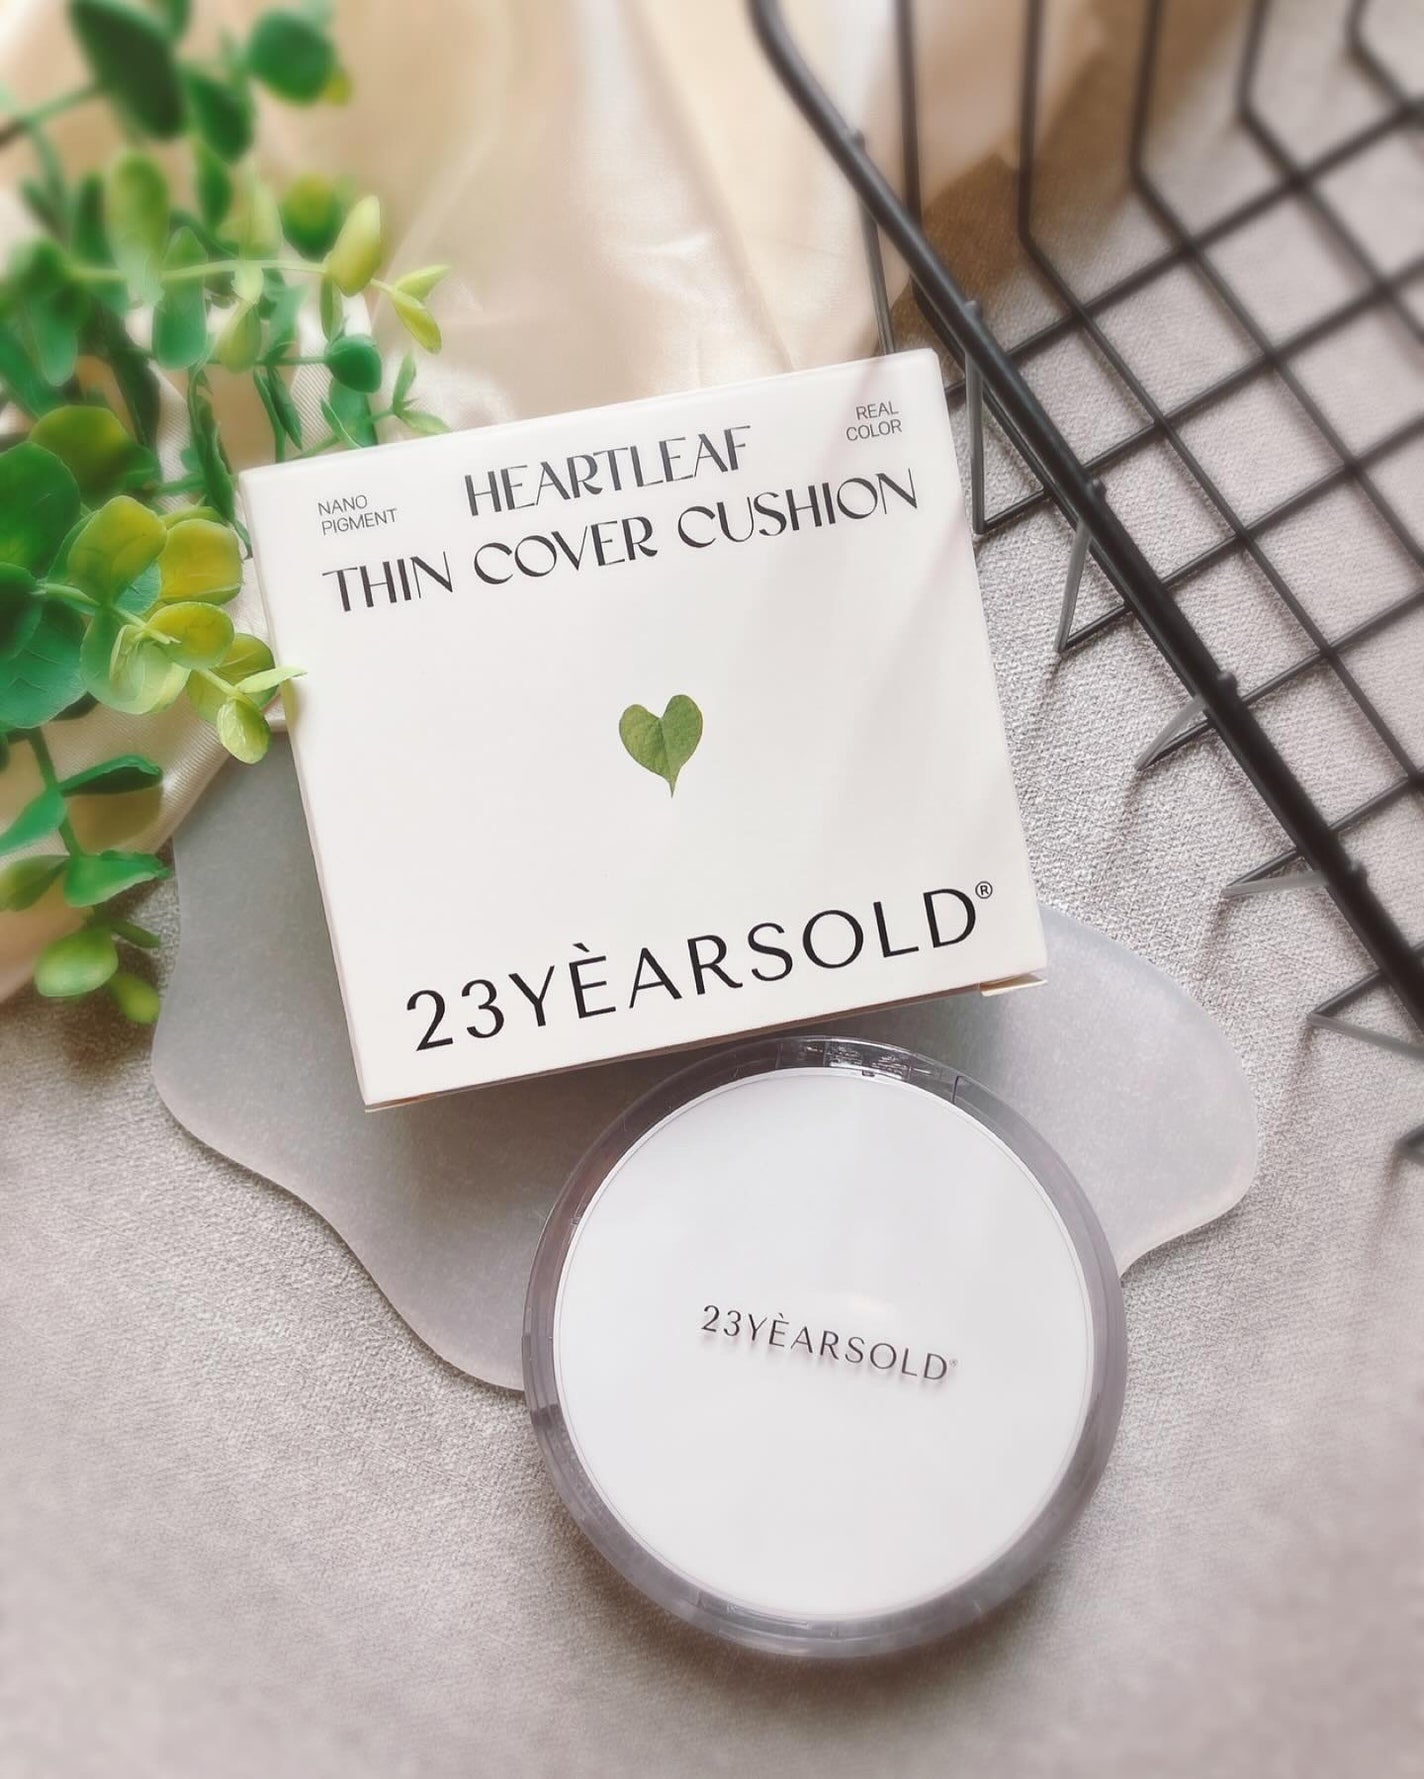 NANO
PIGMENT
HEARTLEAF
REAL
COLOR
THIN COVER CUSHION
23YÈARSOLD®
23YÈARSOLD®